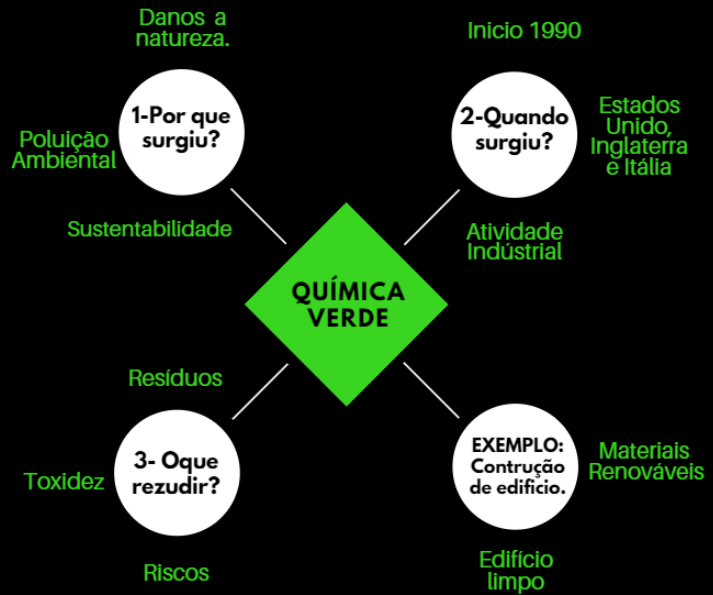 Danos a
natureza.
1-Por que
surgiu?
Poluição
Ambiental
Sustentabilidade
Inicio 1990
2-Quando
surgiu?
Estados
Unido,
Inglaterra
e Itália
Atividade
Indústrial
QUÍMICA
VERDE
Resíduos
3- Oque
rezudir?
Toxidez
Riscos
EXEMPLO:
Contrução
de edificio.
Materiais
Renováveis
Edifício
limpo